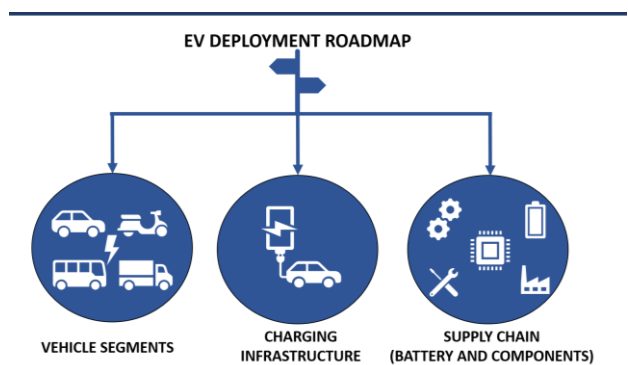 EV DEPLOYMENT ROADMAP
VEHICLE SEGMENTS
CHARGING
INFRASTRUCTURE
SUPPLY CHAIN
(BATTERY AND COMPONENTS)